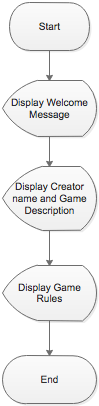 Start
Display Welcome
Message
Display Creator
name and Game
Description
Display Game
Rules
End